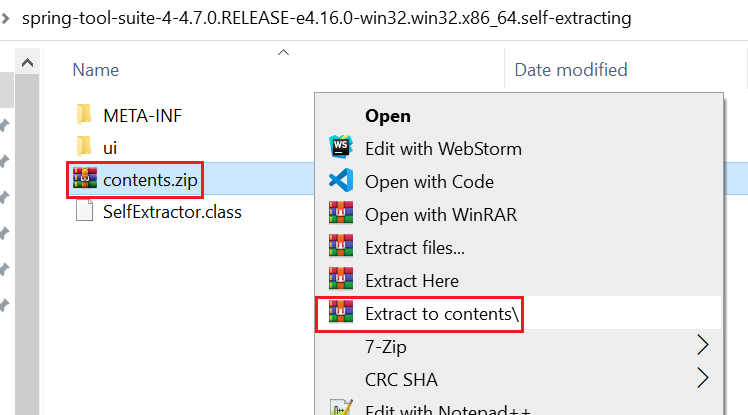 spring-tool-suite-4-4.7.0.RELEASE-e4.16.0-win32.win32.x86_64.self-extracting
Name
Date modified
META-INF
ui
contents.zip
SelfExtractor.class
Open
WS
Edit with WebStorm
Open with Code
Open with WinRAR
Extract files...
Extract Here
Extract to contents\
7-Zip
CRC SHA
Edit with Notepad++